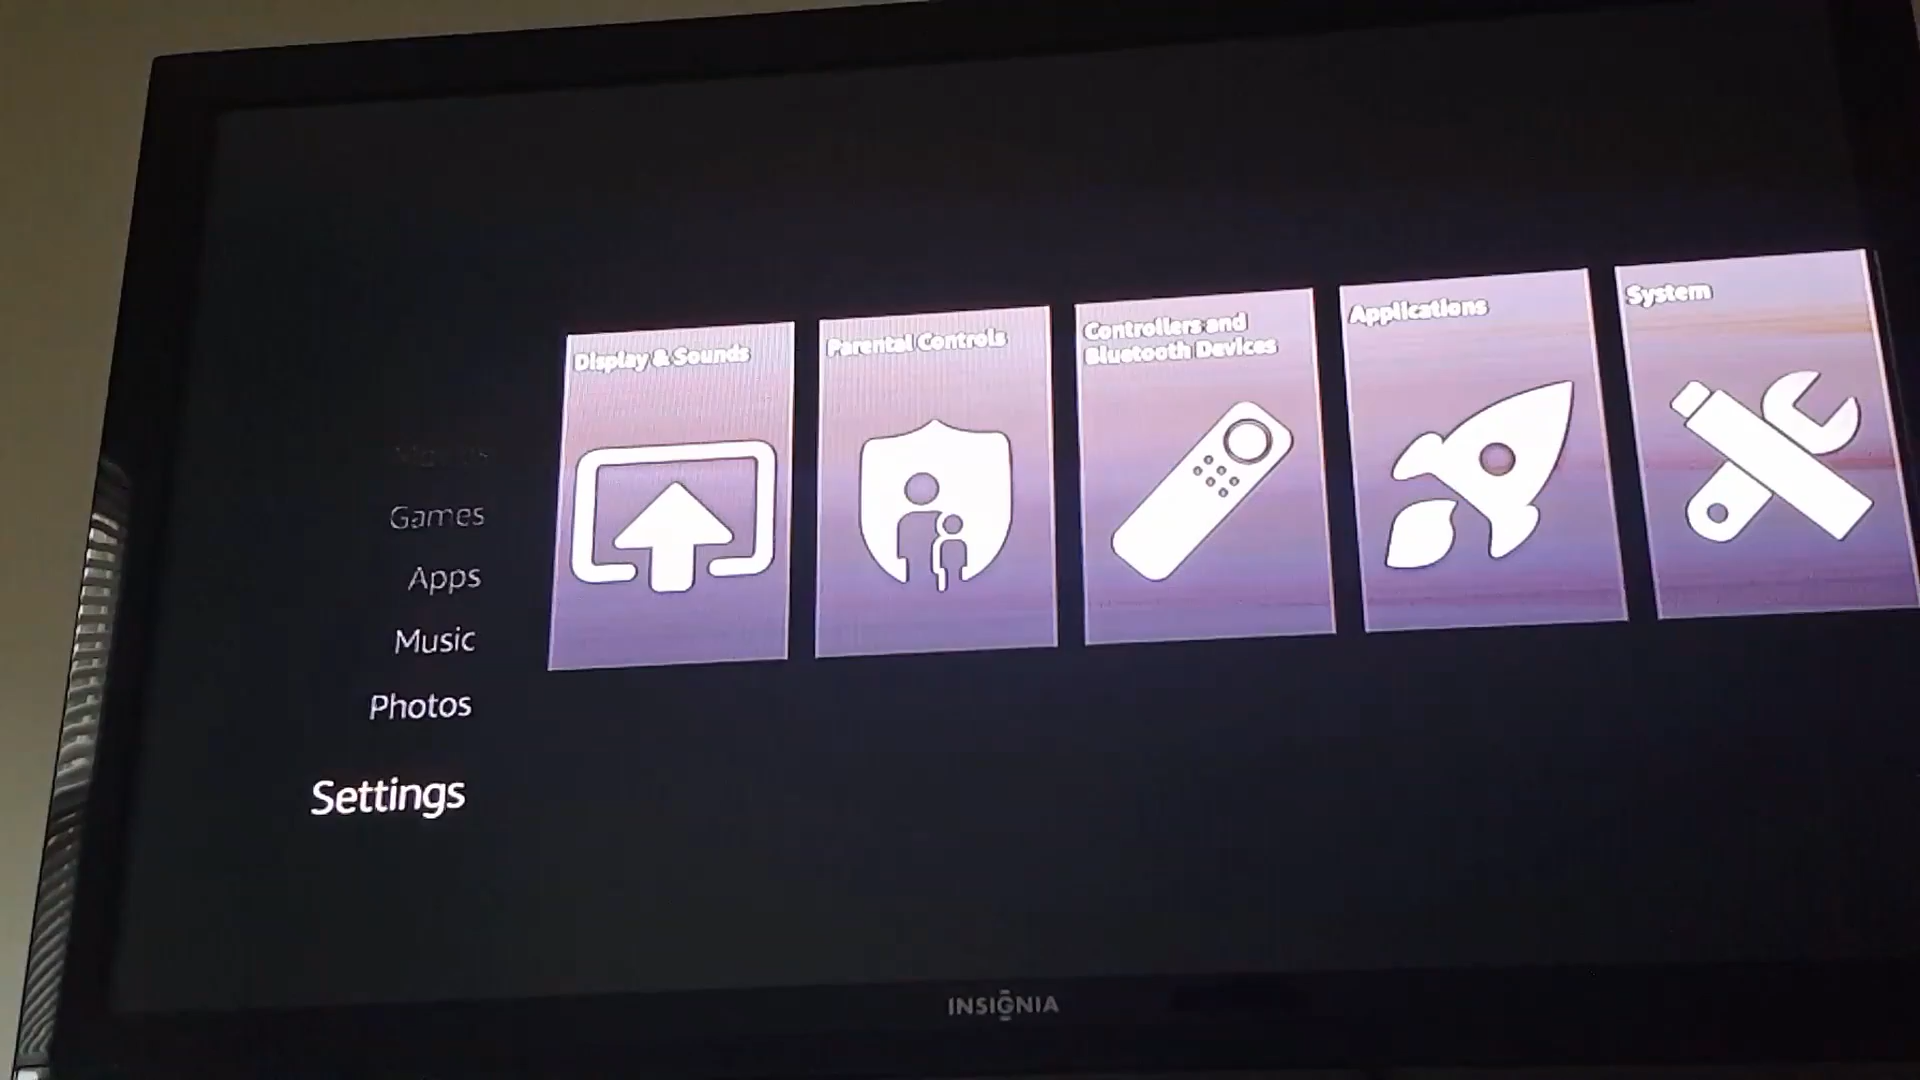 Display & Sounds
Parental Controls
Controllers and
Bluetooth Devices
Applications
System
Games
Apps
Music
Photos
Settings
INSIGNIA